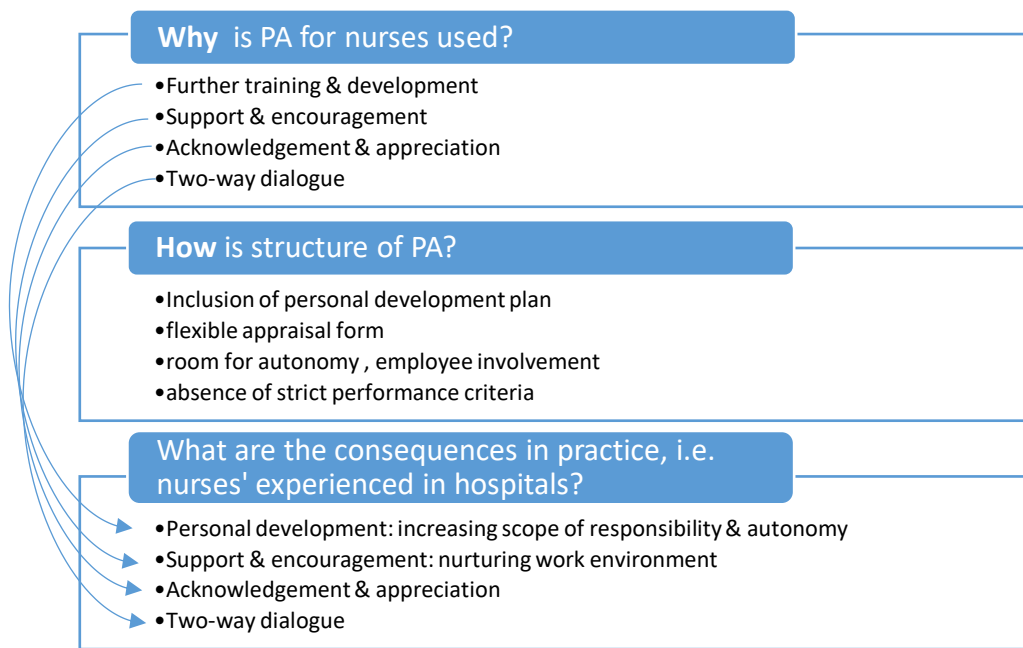 Why is PA for nurses used?
•Further training & development
•Support & encouragement
•Acknowledgement & appreciation
•Two-way dialogue
How is structure of PA?
•Inclusion of personal development plan
•flexible appraisal form
•room for autonomy , employee involvement
•absence of strict performance criteria
What are the consequences in practice, i.e.
nurses' experienced in hospitals?
•Personal development: increasing scope of responsibility & autonomy
•Support & encouragement: nurturing work environment
•Acknowledgement & appreciation
•Two-way dialogue